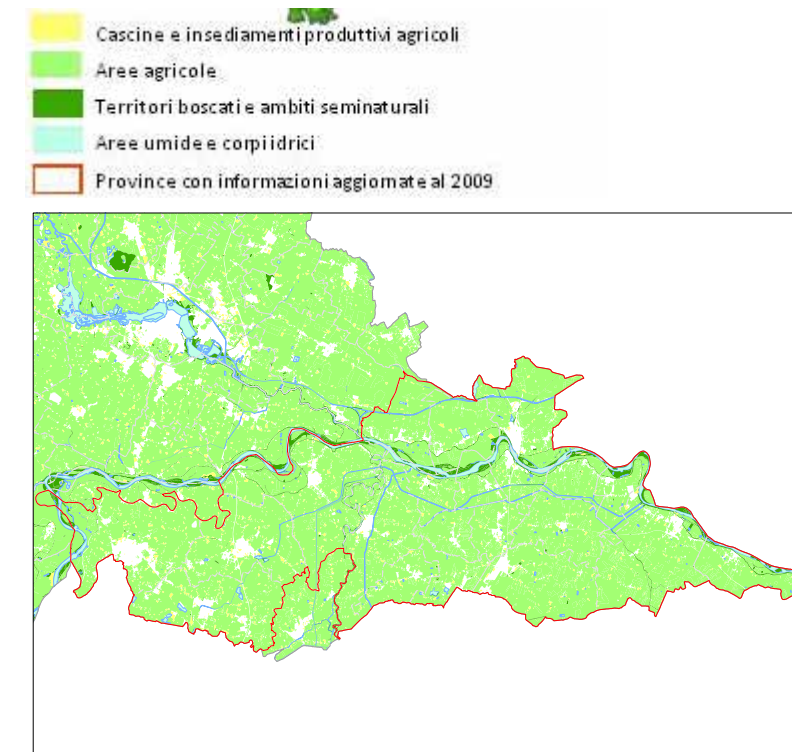 Cascine e insediamenti produttivi agricoli
Aree agricole
Territori boscati e ambiti seminaturali
Aree umide e corpi idrici
Province con informazioni aggiornate al 2009